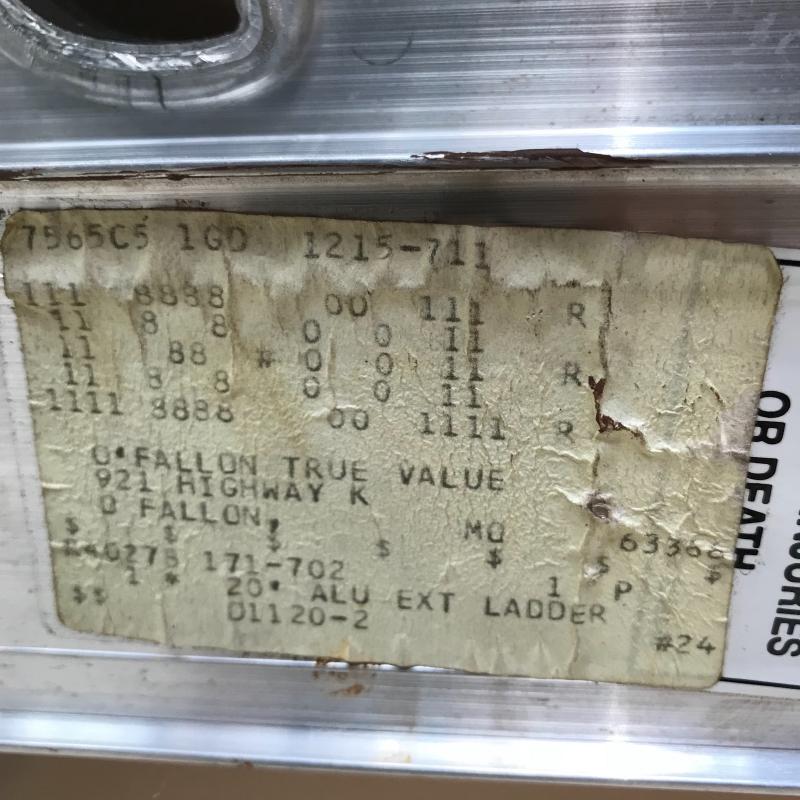 7565C5 1GD 1215-711
111 8888 00 111 R
11 8 8 0 0 11
11 88 # 0 0 11 R
11 8 8 0 0 11
1111 8888 00 1111 R
O'FALLON TRUE VALUE
921 HIGHWAY K
O FALLON, MO 63366
$ $ $ $ $ $ $
171-702
1 * 20' ALU EXT LADDER 1 P
$$ D1120-2 #24
OR DEATH